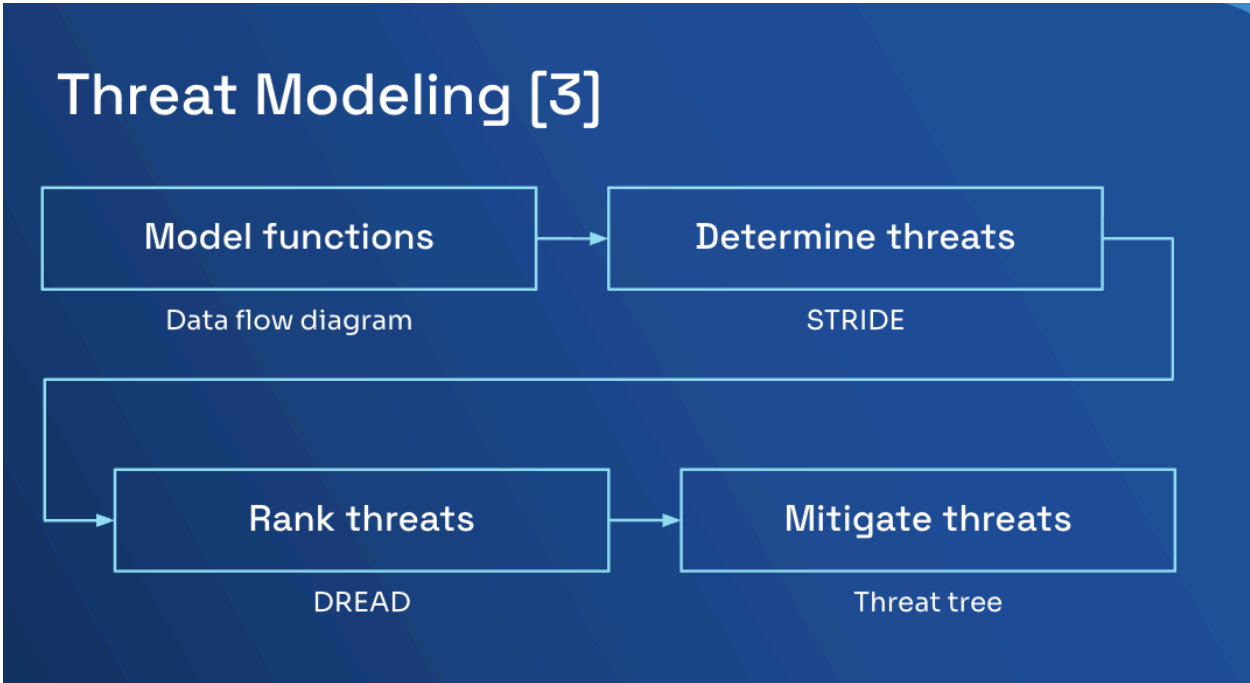 Threat Modeling [3]
Model functions
Data flow diagram
Determine threats
STRIDE
Rank threats
DREAD
Mitigate threats
Threat tree